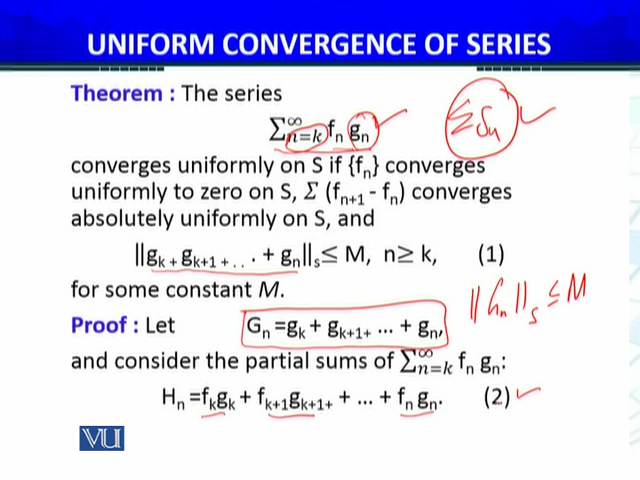 UNIFORM CONVERGENCE OF SERIES
Theorem : The series
Σ∞n=k fn gn
converges uniformly on S if {fn} converges
uniformly to zero on S, Σ (fn+1 - fn) converges
absolutely uniformly on S, and
||gk + gk+1 + . . . + gn||s ≤ M, n ≥ k, (1)
for some constant M.
||Gn||S ≤ M
Proof : Let Gn =gk + gk+1+ ... + gn,
and consider the partial sums of Σ∞n=k fn gn:
Hn =fkgk + fk+1gk+1+ + ... + fn gn. (2)
VU